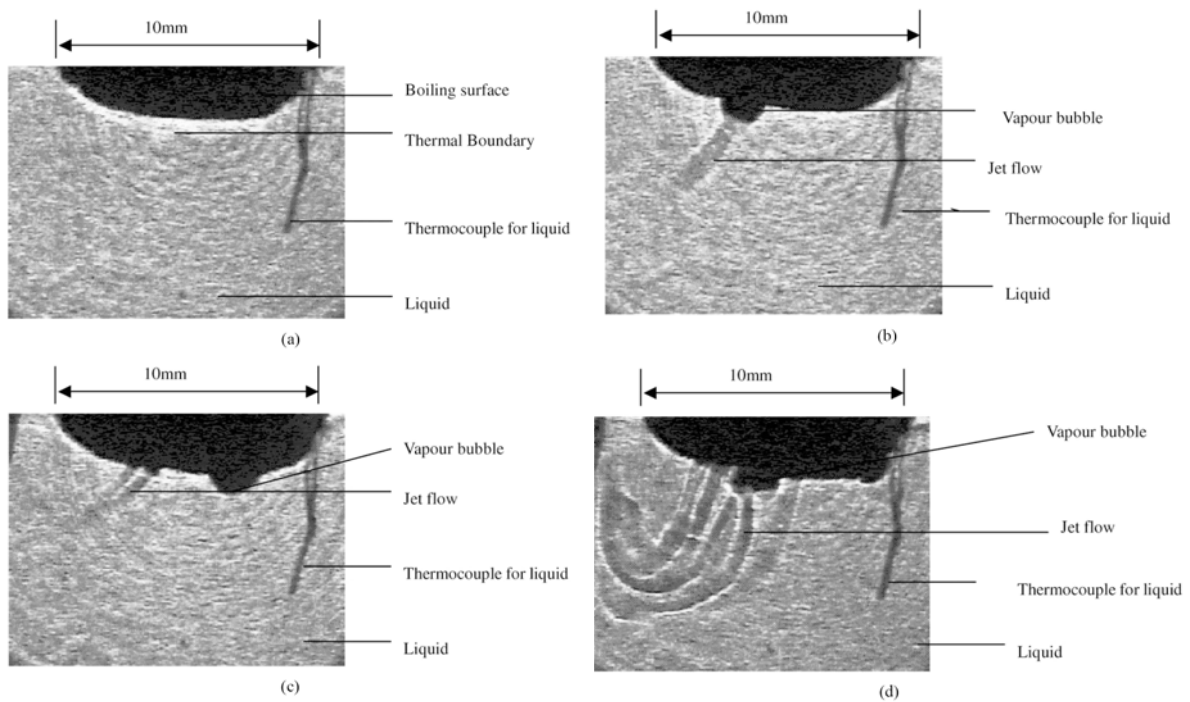 10mm
Boiling surface
Thermal Boundary
Thermocouple for liquid
Liquid
(a)
10mm
Vapour bubble
Jet flow
Thermocouple for liquid
Liquid
(b)
10mm
Vapour bubble
Jet flow
Thermocouple for liquid
Liquid
(c)
10mm
Vapour bubble
Jet flow
Thermocouple for liquid
Liquid
(d)